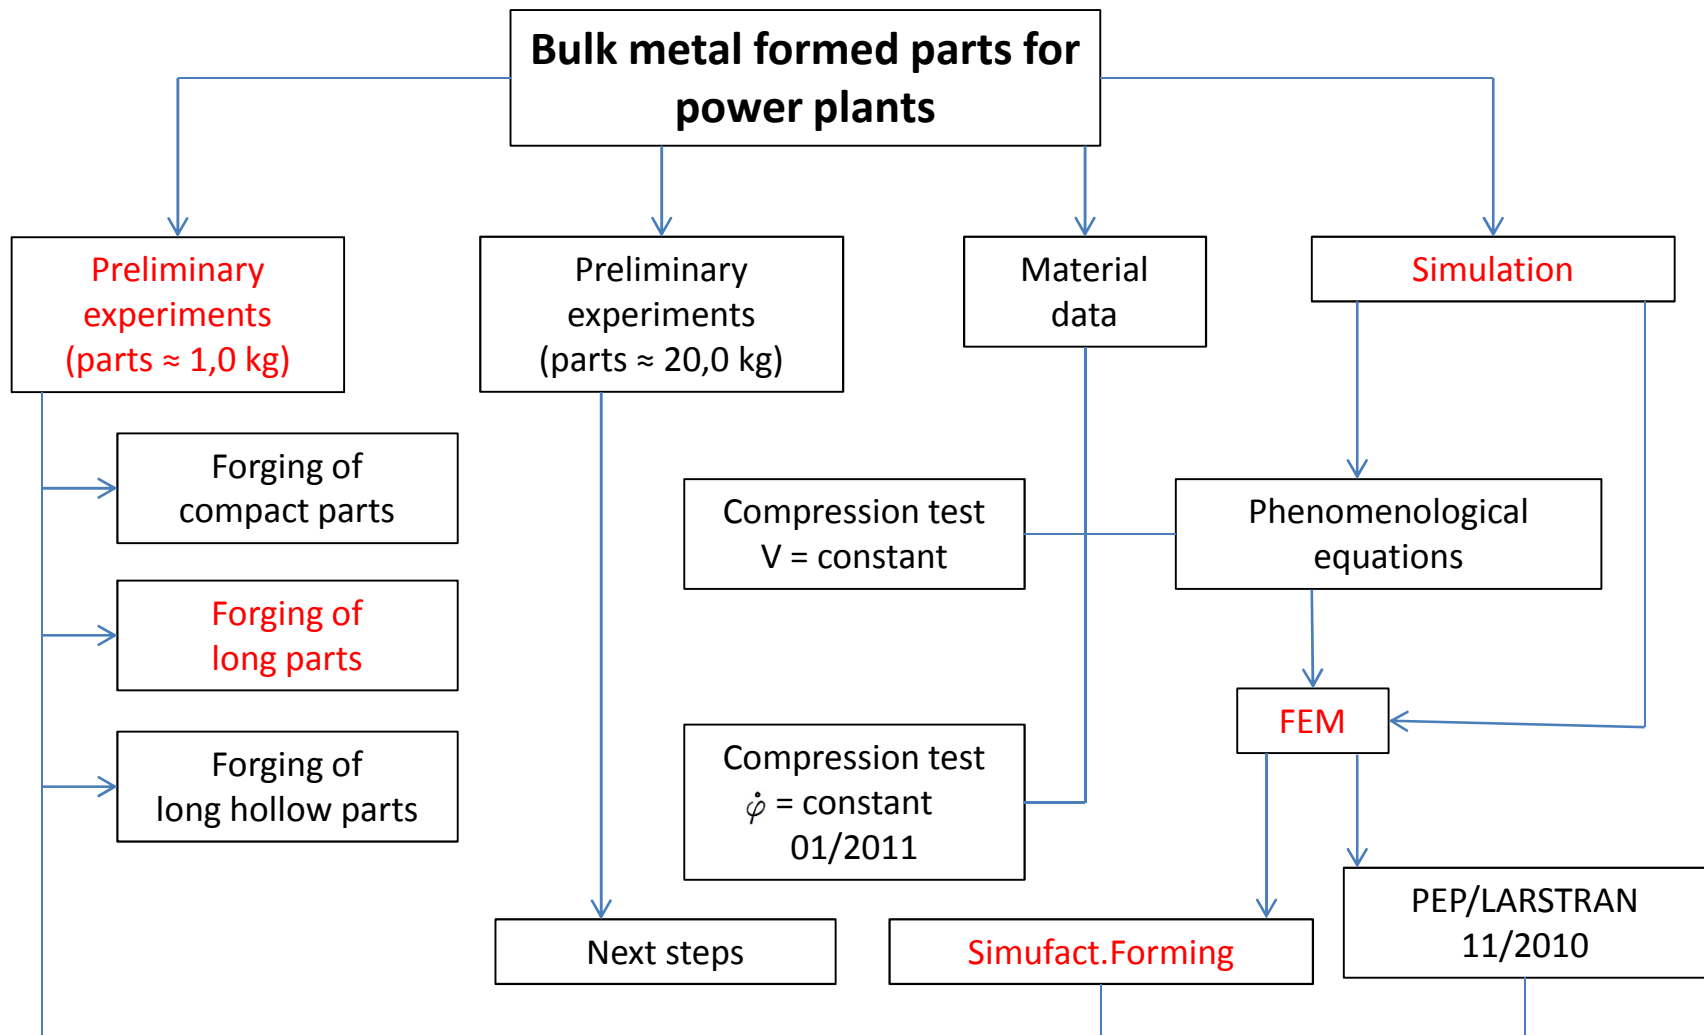 Bulk metal formed parts for
power plants
Preliminary
experiments
(parts ≈ 1,0 kg)
Preliminary
experiments
(parts ≈ 20,0 kg)
Material
data
Simulation
Forging of
compact parts
Forging of
long parts
Forging of
long hollow parts
Compression test
V = constant
Phenomenological
equations
Compression test
φ̇ = constant
01/2011
FEM
Next steps
Simufact.Forming
PEP/LARSTRAN
11/2010